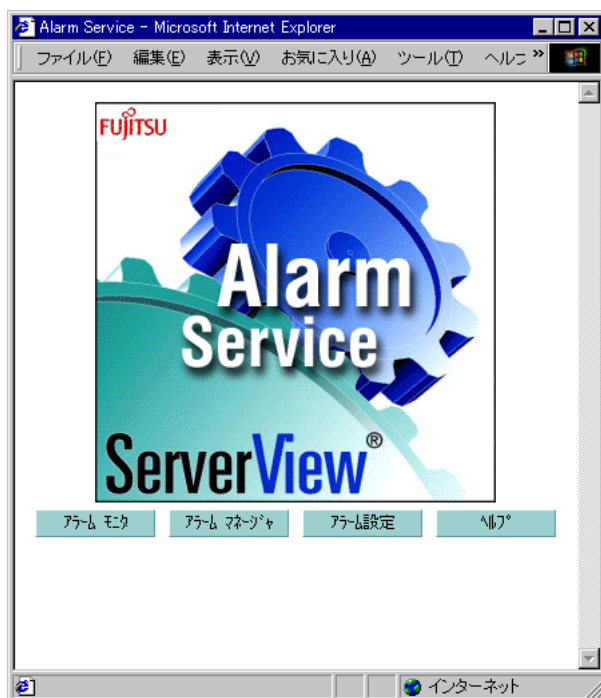 Alarm Service - Microsoft Internet Explorer
ファイル(F) 編集(E) 表示(V) お気に入り(A) ツール(T) ヘルプ »
FUJITSU
Alarm
Service
ServerView®
アラーム モニタ アラーム マネージャ アラーム設定 ヘルプ
インターネット